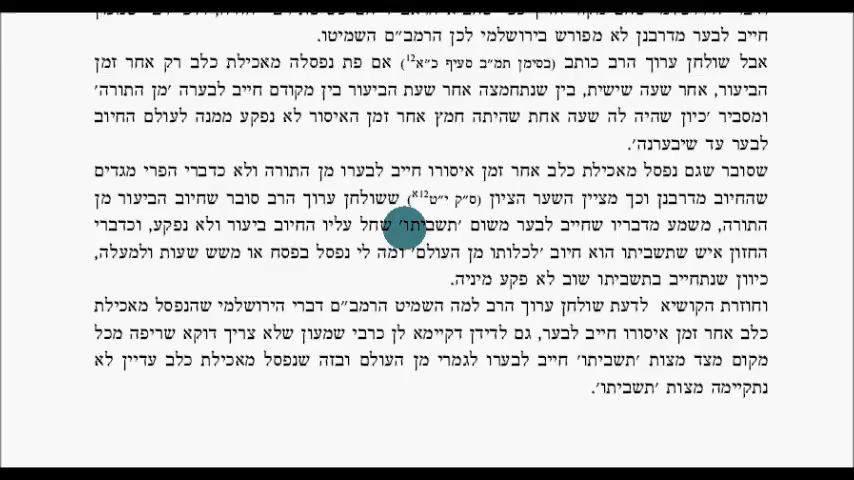 חייב לבער מדרבנן לא מפורש בירושלמי לכן הרמב"ם השמיטו.
אבל שולחן ערוך הרב כותב (בסימן תמ"ב סעיף כ"א12) אם פת נפסלה מאכילת כלב רק אחר זמן
הביעור, אחר שעה שישית, בין שנתחמצה אחר שעת הביעור בין מקודם חייב לבערה 'מן התורה'
ומסביר 'כיון שהיה לה שעה אחת שהיתה חמץ אחר זמן האיסור לא נפקע ממנה לעולם החיוב
לבער עד שיבערנה'.
שסובר שגם נפסל מאכילת כלב אחר זמן איסורו חייב לבערו מן התורה ולא כדברי הפרי מגדים
שהחיוב מדרבנן וכך מציין השער הציון (ס"ק י"ט12א) ששולחן ערוך הרב סובר שחיוב הביעור מן
התורה, משמע מדבריו שחייב לבער משום 'תשביתו' שחל עליו החיוב ביעור ולא נפקע, וכדברי
החזון איש שתשביתו הוא חיוב 'לכלותו מן העולם' ומה לי נפסל בפסח או משש שעות ולמעלה,
כיוון שנתחייב בתשביתו שוב לא פקע מיניה.
וחוזרת הקושיא לדעת שולחן ערוך הרב למה השמיט הרמב"ם דברי הירושלמי שהנפסל מאכילת
כלב אחר זמן איסורו חייב לבער, גם לדידן דקיימא לן כרבי שמעון שלא צריך דוקא שריפה מכל
מקום מצד מצות 'תשביתו' חייב לבערו לגמרי מן העולם ובזה שנפסל מאכילת כלב עדיין לא
נתקיימה מצות 'תשביתו'.